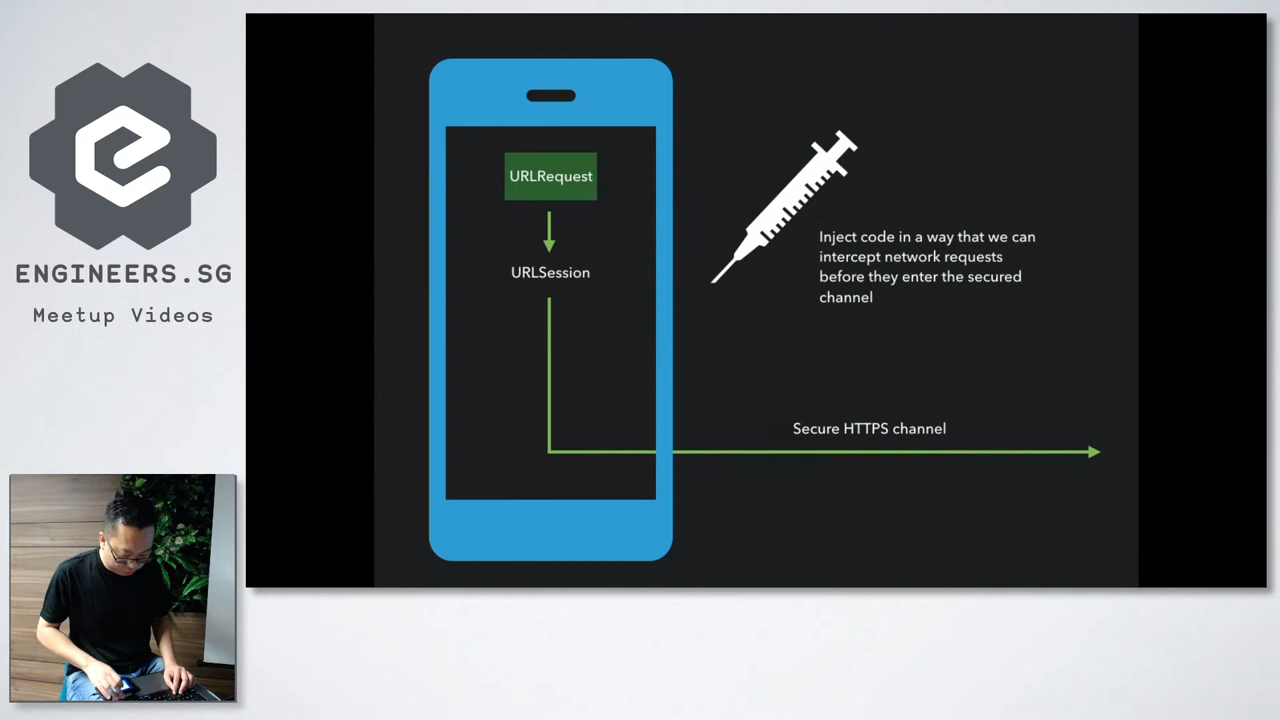 ENGINEERS.SG
Meetup Videos
URLRequest
URLSession
Inject code in a way that we can
intercept network requests
before they enter the secured
channel
Secure HTTPS channel